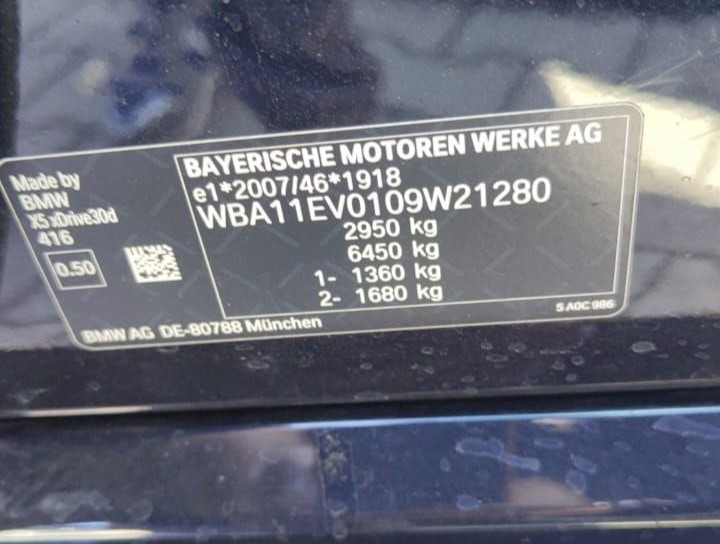 Made by
BMW
X5 xDrive30d
416
0.50
BAYERISCHE MOTOREN WERKE AG
e1*2007/46*1918
WBA11EV0109W21280
2950 kg
6450 kg
1- 1360 kg
2- 1680 kg
BMW AG DE-80788 München
5 A0C 986